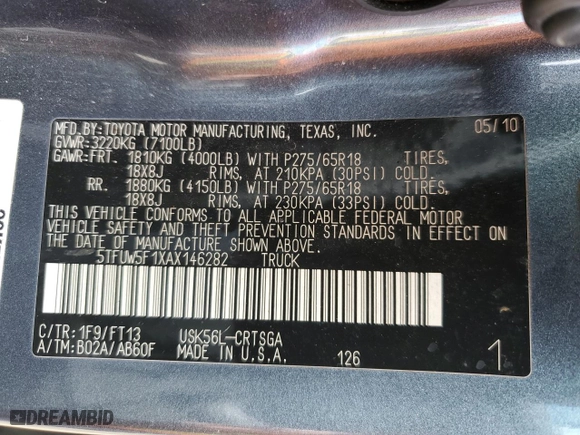 MFD.BY:TOYOTA MOTOR MANUFACTURING, TEXAS, INC. 05/10
GVWR:3220KG (7100LB)
GAWR:FRT. 1810KG (4000LB) WITH P275/65R18 TIRES,
18X8J RIMS, AT 210KPA (30PSI) COLD.
RR. 1880KG (4150LB) WITH P275/65R18 TIRES,
18X8J RIMS, AT 230KPA (33PSI) COLD.
THIS VEHICLE CONFORMS TO ALL APPLICABLE FEDERAL MOTOR
VEHICLE SAFETY AND THEFT PREVENTION STANDARDS IN EFFECT ON
THE DATE OF MANUFACTURE SHOWN ABOVE.
5TFUW5F1XAX146282 TRUCK
C/TR: 1F9/FT13 USK56L-CRTSGA
A/TM: B02A/AB60F MADE IN U.S.A. 126 1
DREAMBID